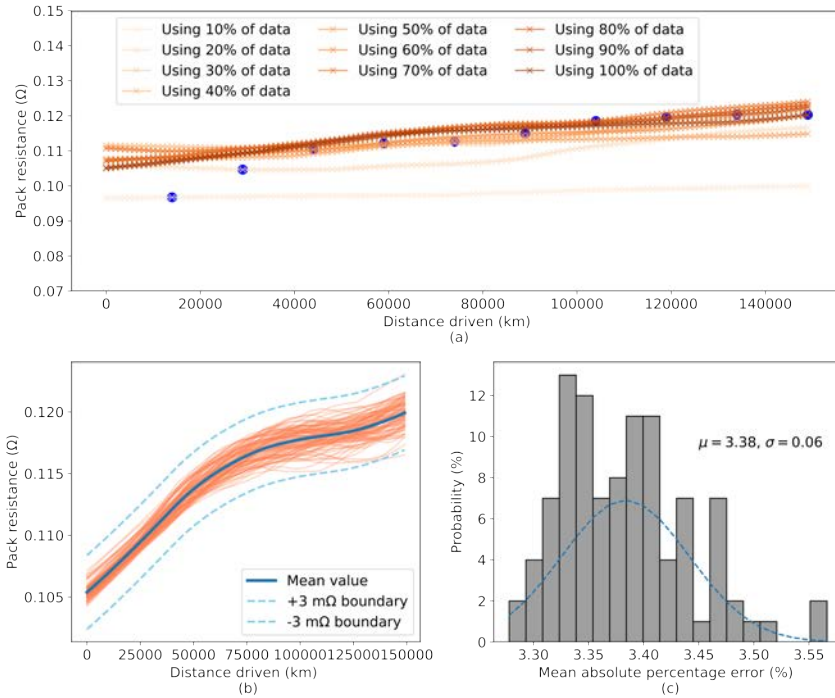 0.15
0.14
0.13
0.12
0.11
0.10
0.09
0.08
0.07
Pack resistance (Ω)
Using 10% of data
Using 20% of data
Using 30% of data
Using 40% of data
Using 50% of data
Using 60% of data
Using 70% of data
Using 80% of data
Using 90% of data
Using 100% of data
0 20000 40000 60000 80000 100000 120000 140000
Distance driven (km)
(a)
0.120
0.115
0.110
0.105
Pack resistance (Ω)
Mean value
+3 mΩ boundary
-3 mΩ boundary
0 25000 50000 75000 100000 125000 150000
Distance driven (km)
(b)
12
10
8
6
4
2
0
Probability (%)
μ = 3.38, σ = 0.06
3.30 3.35 3.40 3.45 3.50 3.55
Mean absolute percentage error (%)
(c)